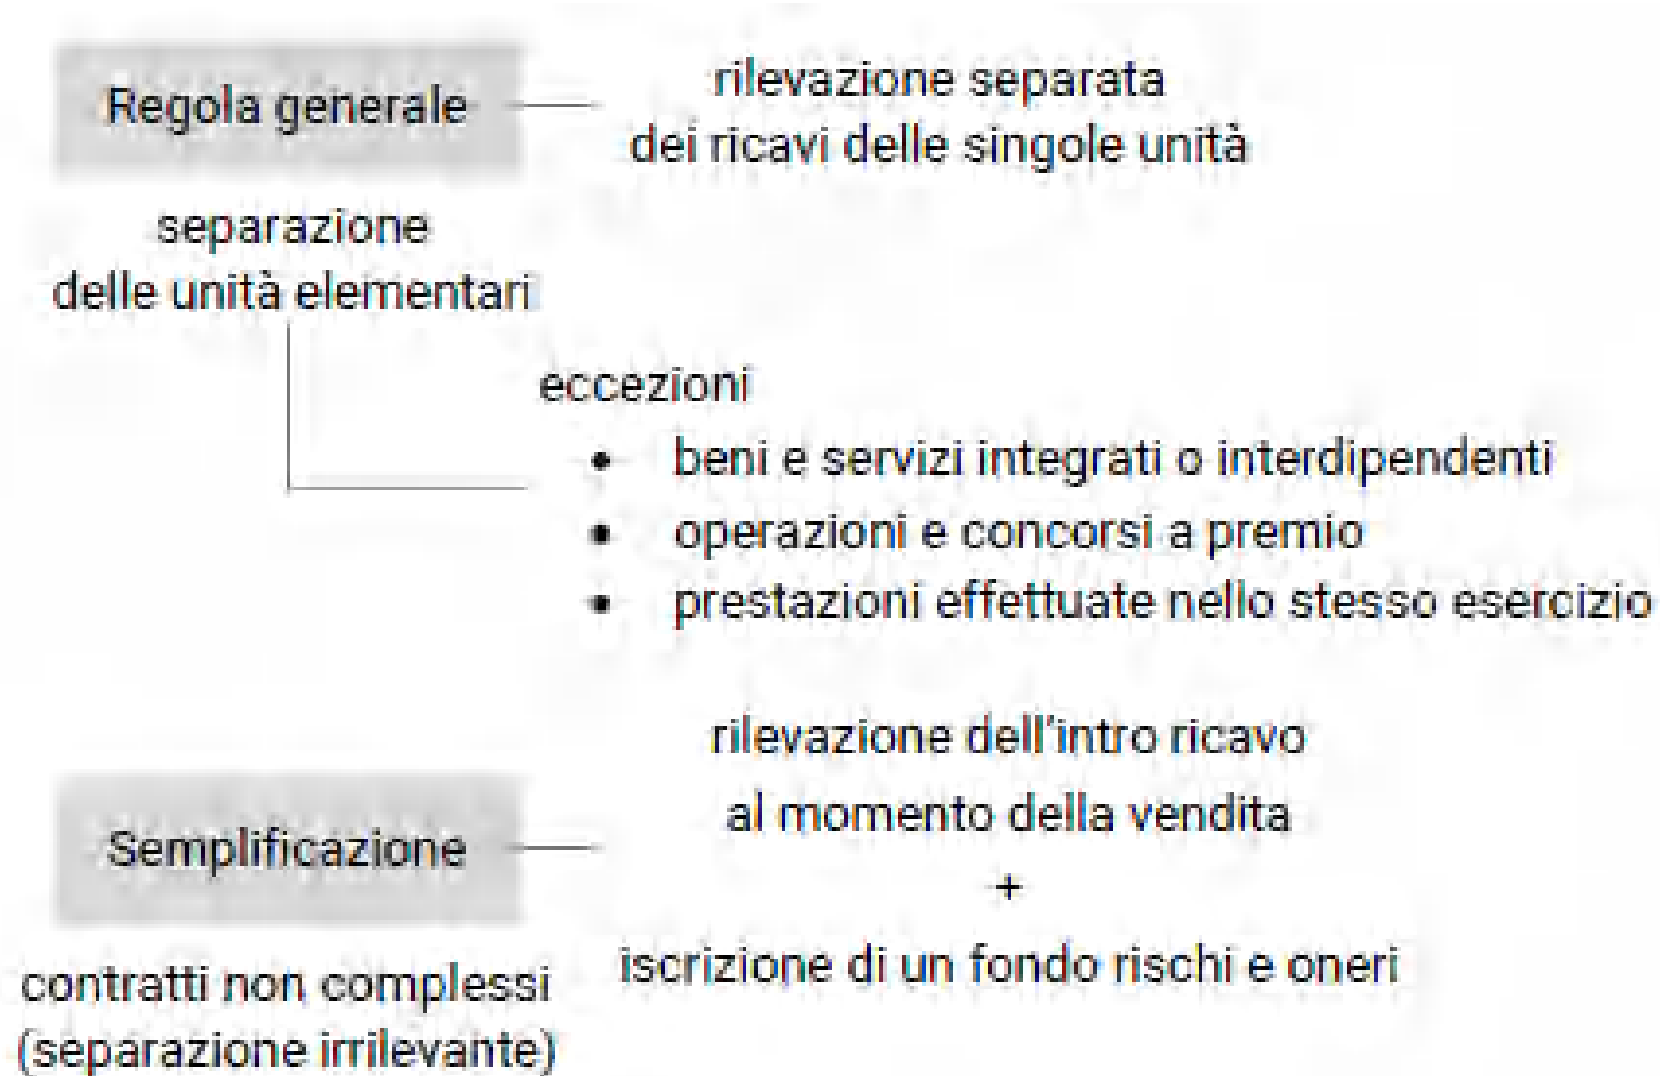 Regola generale
rilevazione separata
dei ricavi delle singole unità
separazione
delle unità elementari
eccezioni
• beni e servizi integrati o interdipendenti
• operazioni e concorsi a premio
• prestazioni effettuate nello stesso esercizio
rilevazione dell'intro ricavo
al momento della vendita
+
iscrizione di un fondo rischi e oneri
Semplificazione
contratti non complessi
(separazione irrilevante)